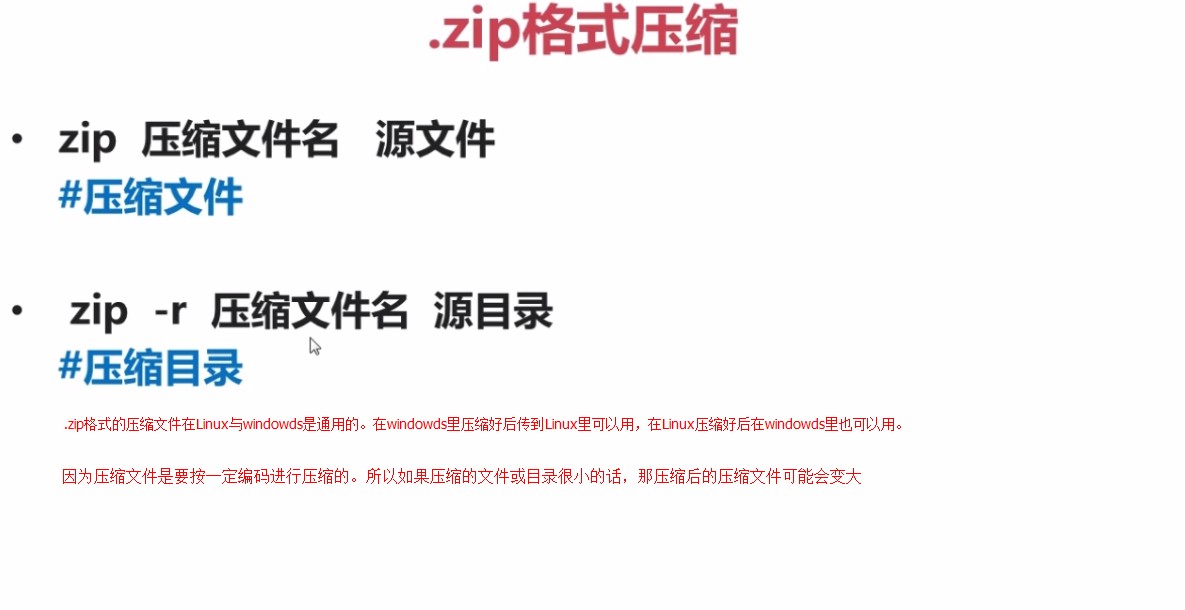 .zip格式压缩
• zip 压缩文件名 源文件
#压缩文件
• zip -r 压缩文件名 源目录
#压缩目录
.zip格式的压缩文件在Linux与windowds是通用的。在windowds里压缩好后传到Linux里可以用，在Linux压缩好后在windowds里也可以用。
因为压缩文件是要按一定编码进行压缩的。所以如果压缩的文件或目录很小的话，那压缩后的压缩文件可能会变大